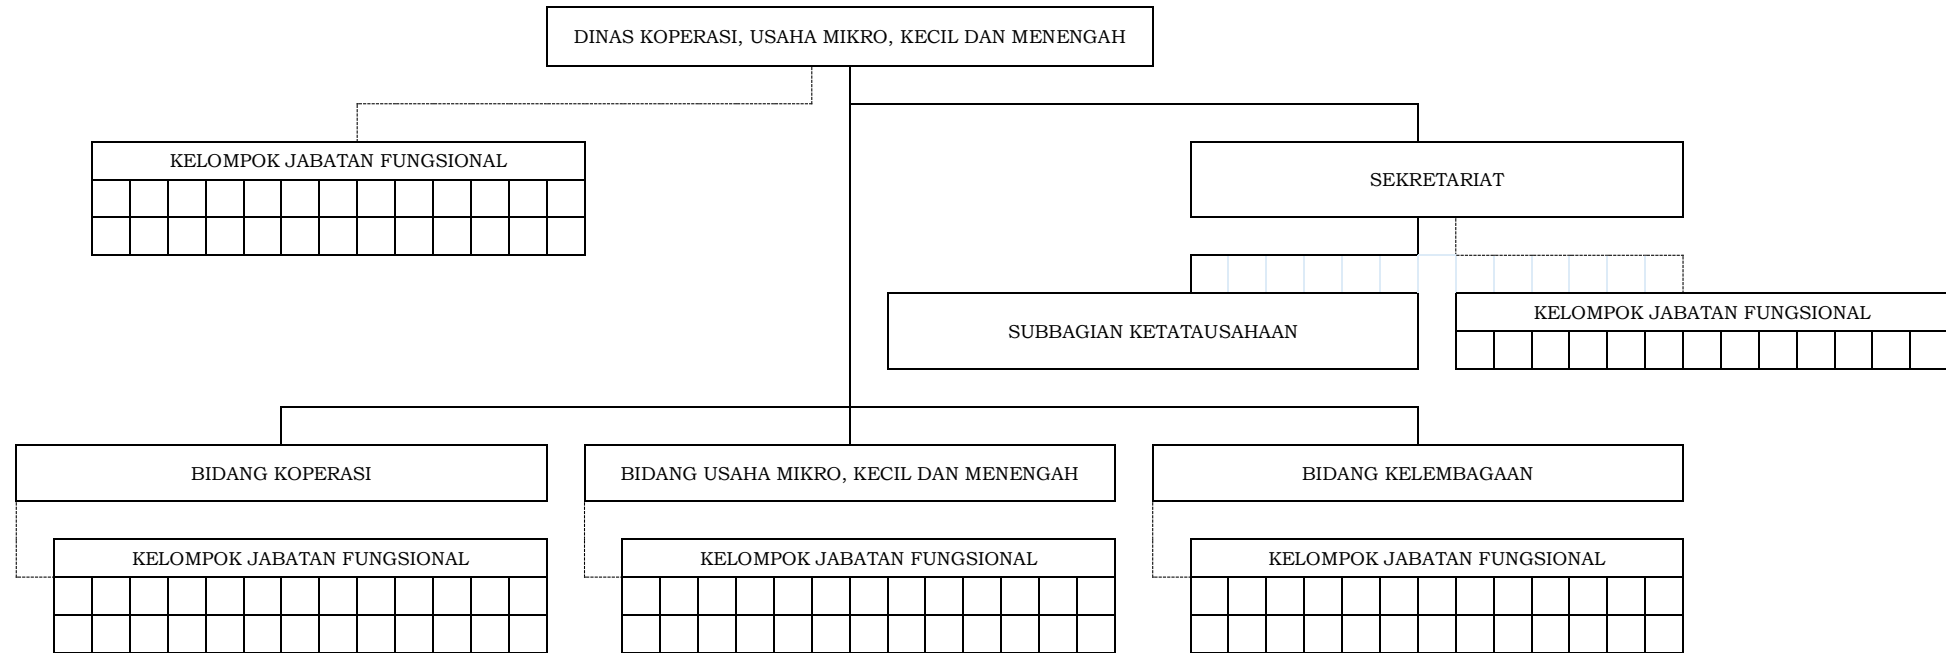 DINAS KOPERASI, USAHA MIKRO, KECIL DAN MENENGAH
KELOMPOK JABATAN FUNGSIONAL
SEKRETARIAT
SUBBAGIAN KETATAUSAHAAN
KELOMPOK JABATAN FUNGSIONAL
BIDANG KOPERASI
BIDANG USAHA MIKRO, KECIL DAN MENENGAH
BIDANG KELEMBAGAAN
KELOMPOK JABATAN FUNGSIONAL
KELOMPOK JABATAN FUNGSIONAL
KELOMPOK JABATAN FUNGSIONAL